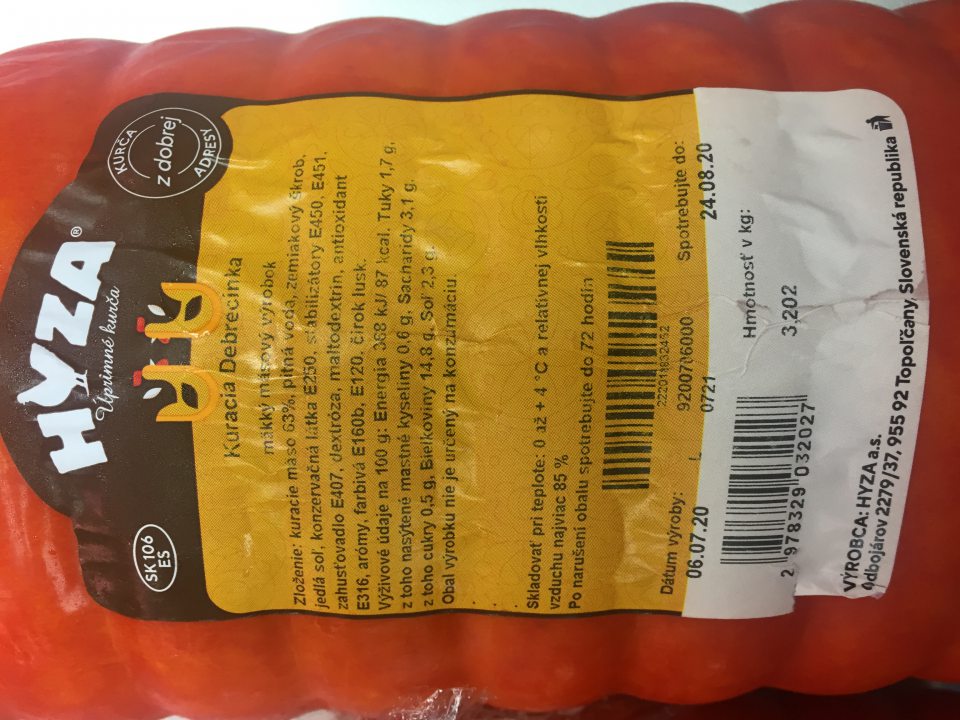 HYZA®
Úprimné kurča
KURČA
z dobrej
ADRESY
SK 106
ES
Kuracia Debrecínka
mäkký mäsový výrobok
Zloženie: kuracie mäso 63%, pitná voda, zemiakový škrob,
jedlá soľ, konzervačná látka E250, stabilizátory E450, E451,
zahusťovadlo E407, dextróza, maltodextrín, antioxidant
E316, arómy, farbivá E160b, E120, čírok lusk.
Výživové údaje na 100 g: Energia 368 kJ/ 87 kcal, Tuky 1,7 g,
z toho nasýtené mastné kyseliny 0,6 g, Sacharidy 3,1 g,
z toho cukry 0,5 g, Bielkoviny 14,8 g, Soľ 2,3 g.
Obal výrobku nie je určený na konzumáciu.
Skladovať pri teplote: 0 až + 4 °C a relatívnej vlhkosti
vzduchu najviac 85 %
Po narušení obalu spotrebujte do 72 hodín
Dátum výroby: L 92007N6000 Spotrebujte do:
06.07.20 0721 24.08.20
Hmotnosť v kg:
3,202
2 978329 032027
VÝROBCA: HYZA a.s.
Odbojárov 2279/37, 955 92 Topoľčany, Slovenská republika